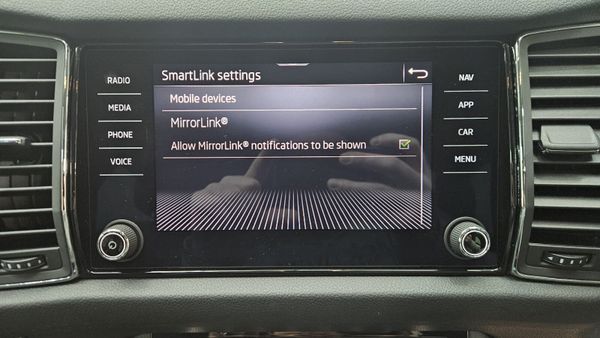 RADIO
MEDIA
PHONE
VOICE
SmartLink settings
Mobile devices
MirrorLink®
Allow MirrorLink® notifications to be shown
NAV
APP
CAR
MENU